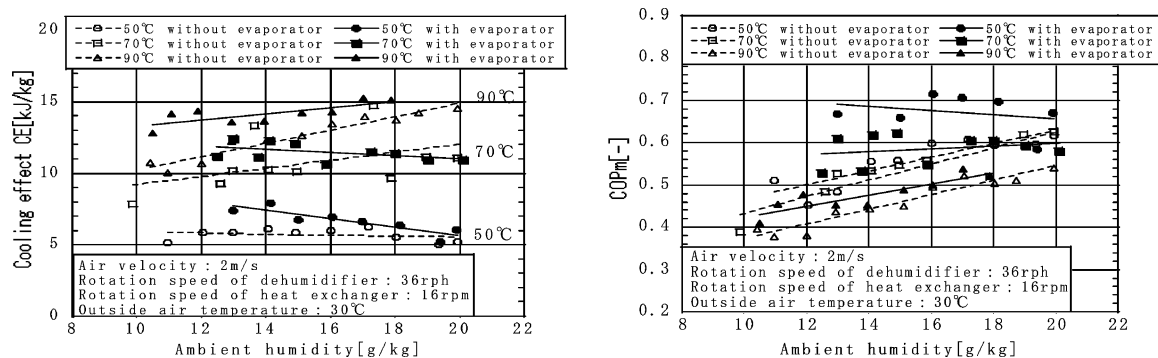 20
50℃ without evaporator
50℃ with evaporator
70℃ without evaporator
70℃ with evaporator
90℃ without evaporator
90℃ with evaporator
15
10
5
0
Cooling effect CE[kJ/kg]
90℃
70℃
50℃
Air velocity:2m/s
Rotation speed of dehumidifier:36rph
Rotation speed of heat exchanger:16rpm
Outside air temperature:30℃
8 10 12 14 16 18 20 22
Ambient humidity[g/kg]
0.9
50℃ without evaporator
50℃ with evaporator
70℃ without evaporator
70℃ with evaporator
90℃ without evaporator
90℃ with evaporator
0.8
0.7
0.6
0.5
0.4
0.3
0.2
COPm[-]
Air velocity:2m/s
Rotation speed of dehumidifier:36rph
Rotation speed of heat exchanger:16rpm
Outside air temperature:30℃
8 10 12 14 16 18 20 22
Ambient humidity[g/kg]